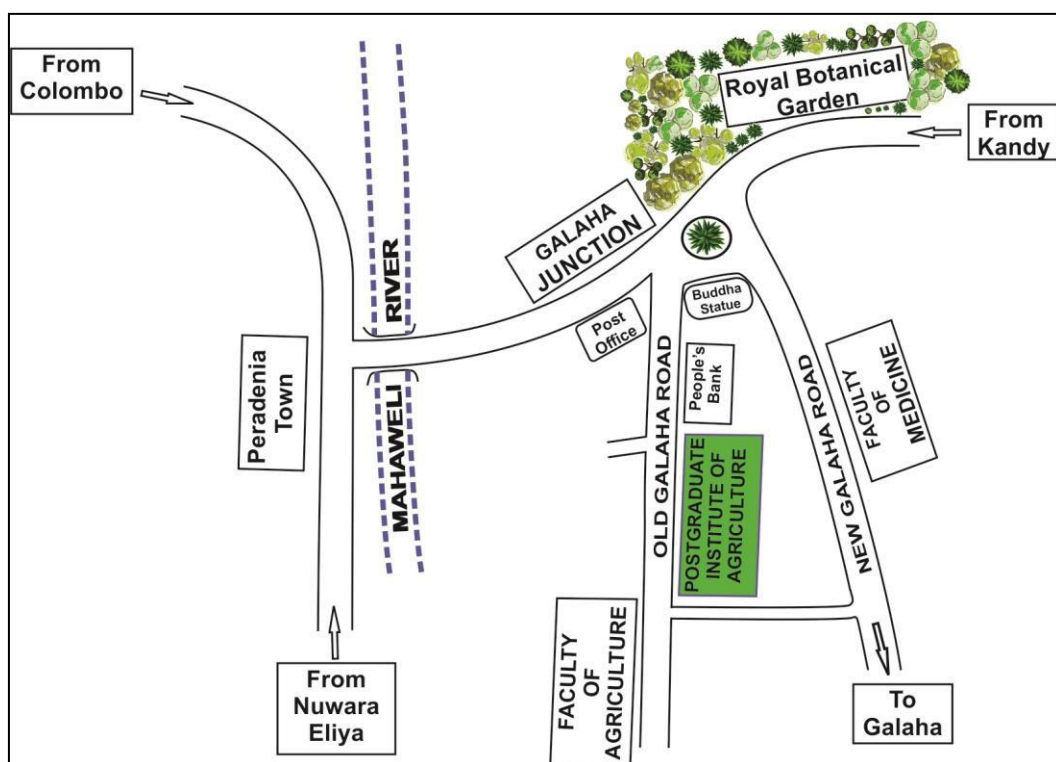 From
Colombo
Royal Botanical
Garden
From
Kandy
GALAHA
JUNCTION
RIVER
Buddha
Statue
Post
Office
Peradenia
Town
People's
Bank
MAHAWELI
OLD GALAHA ROAD
POSTGRADUATE
INSTITUTE OF
AGRICULTURE
NEW GALAHA ROAD
FACULTY
OF
MEDICINE
FACULTY
OF
AGRICULTURE
From
Nuwara
Eliya
To
Galaha